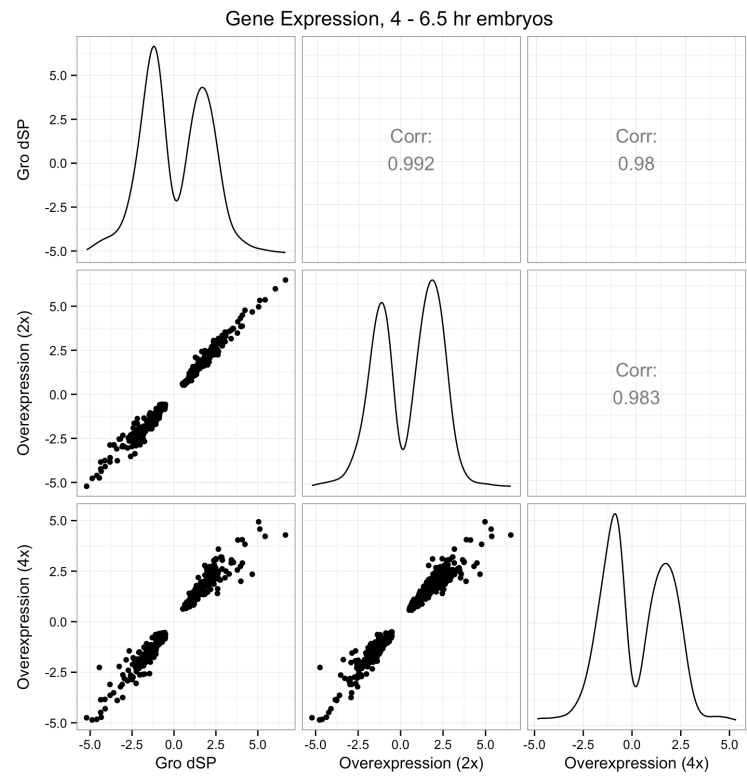 Gene Expression, 4 - 6.5 hr embryos
Gro dSP
5.0
2.5
0.0
-2.5
-5.0
Corr:
0.992
Corr:
0.98
Overexpression (2x)
5.0
2.5
0.0
-2.5
-5.0
Corr:
0.983
Overexpression (4x)
5.0
2.5
0.0
-2.5
-5.0
-5.0 -2.5 0.0 2.5 5.0 -5.0 -2.5 0.0 2.5 5.0 -5.0 -2.5 0.0 2.5 5.0
Gro dSP Overexpression (2x) Overexpression (4x)